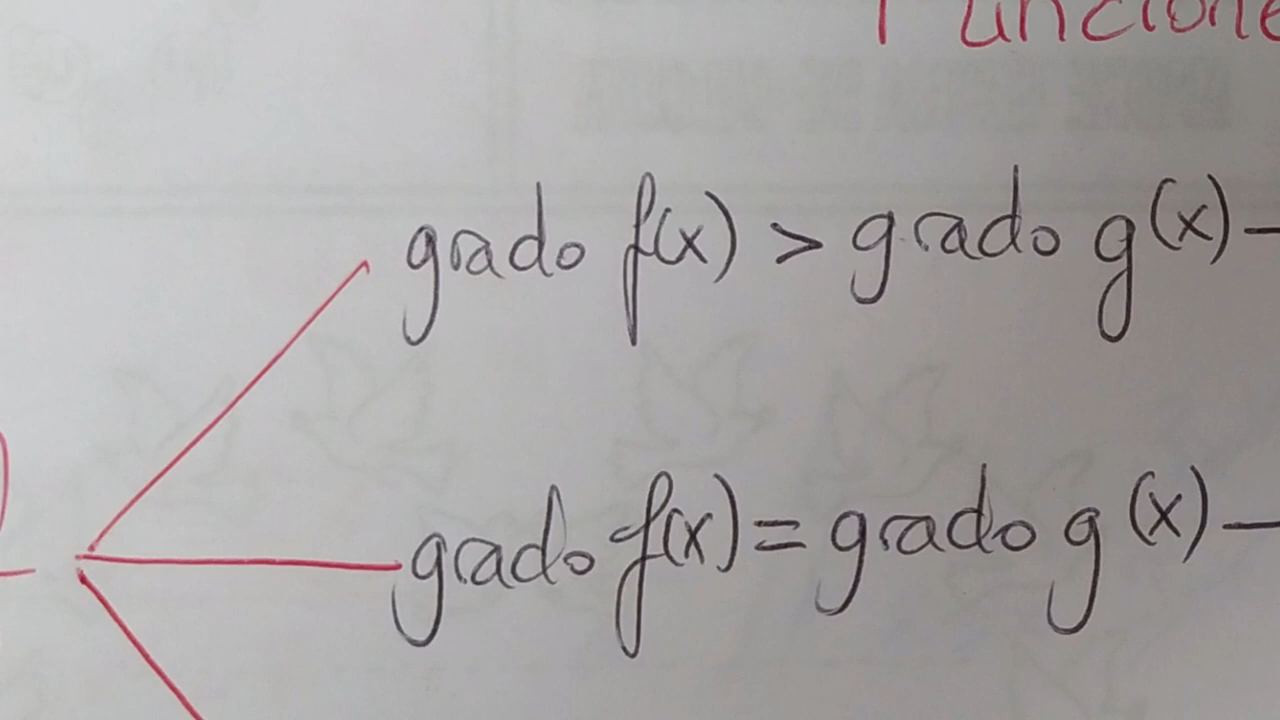 grado f(x) > grado g(x) –
grado f(x) = grado g(x) –